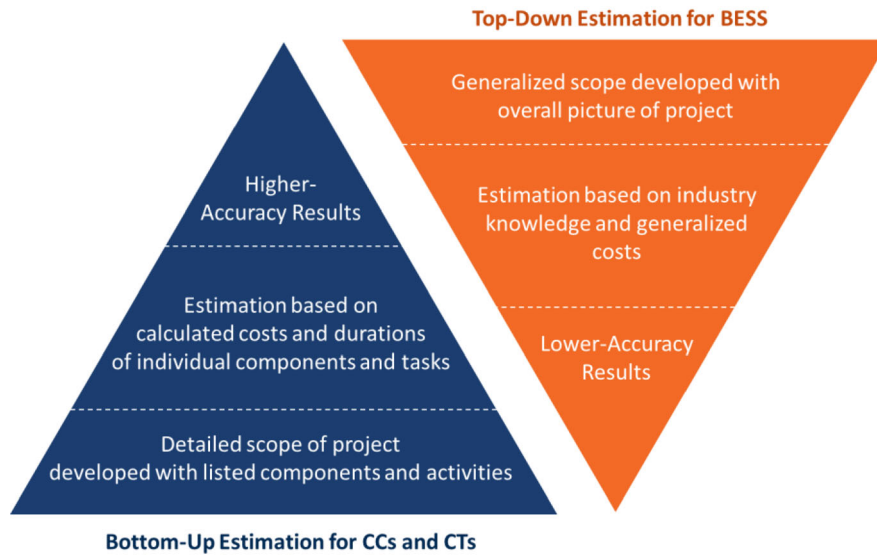 Top-Down Estimation for BESS
Generalized scope developed with
overall picture of project
Estimation based on industry
knowledge and generalized
costs
Lower-Accuracy
Results
Higher-
Accuracy Results
Estimation based on
calculated costs and durations
of individual components and tasks
Detailed scope of project
developed with listed components and activities
Bottom-Up Estimation for CCs and CTs